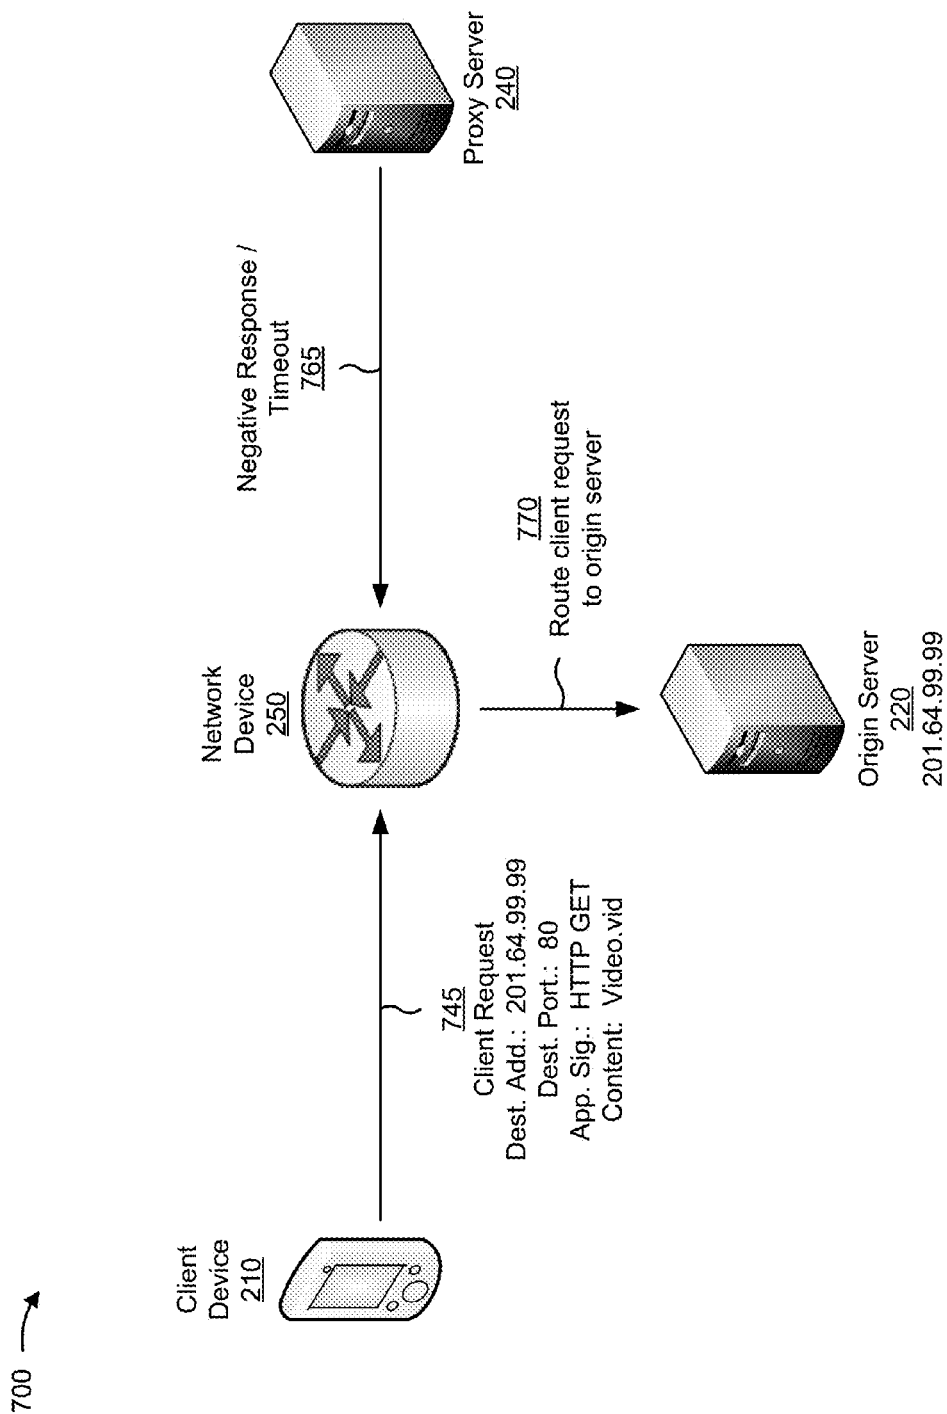 700
Client
Device
210
745
Client Request
Dest. Add.: 201.64.99.99
Dest. Port.: 80
App. Sig.: HTTP GET
Content: Video.vid
Network
Device
250
Negative Response /
Timeout
765
770
Route client request
to origin server
Origin Server
220
201.64.99.99
Proxy Server
240